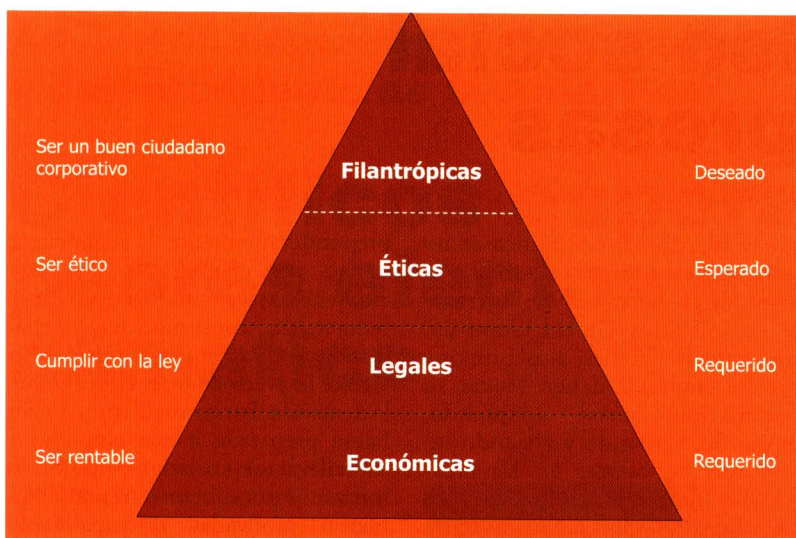 Ser un buen ciudadano
corporativo
Filantrópicas
Deseado
Ser ético
Éticas
Esperado
Cumplir con la ley
Legales
Requerido
Ser rentable
Económicas
Requerido